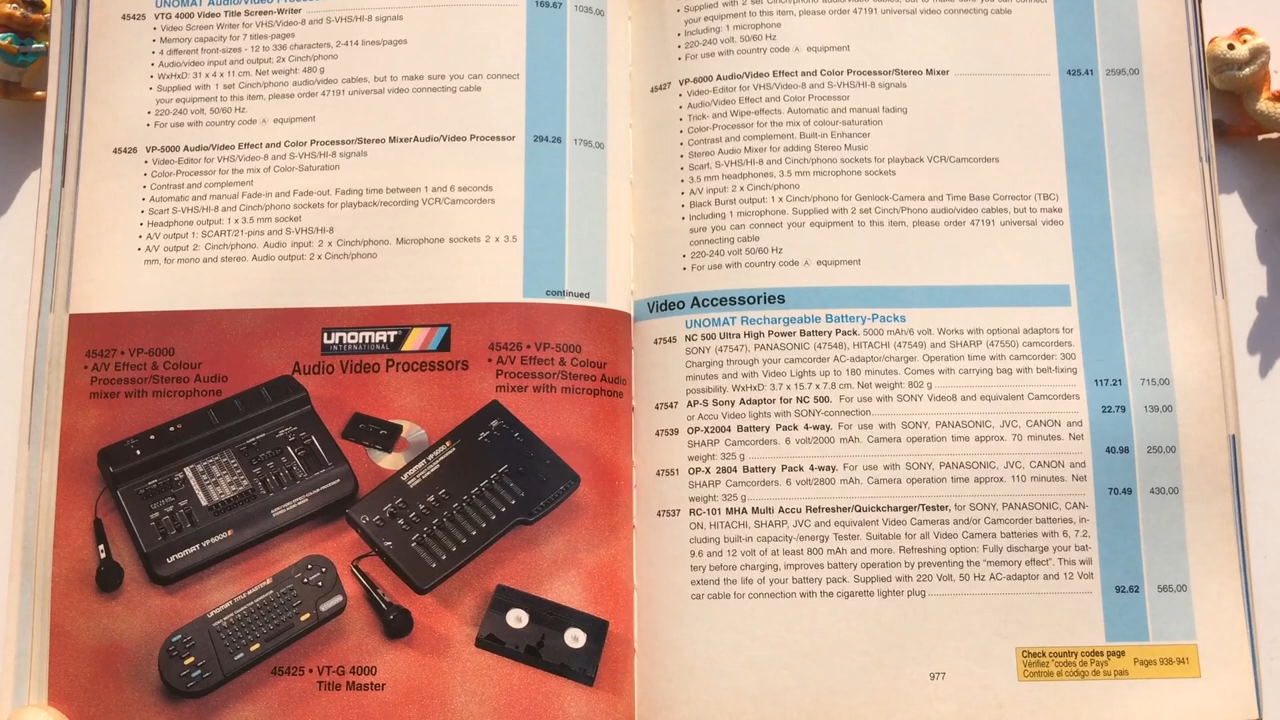 UNOMAT Audio/Video
169.67 1035,00
45425 VTG 4000 Video Title Screen-Writer
• Video Screen Writer for VHS/Video-8 and S-VHS/HI-8 signals
• Memory capacity for 7 titles-pages
• 4 different front-sizes - 12 to 336 characters, 2-414 lines/pages
• Audio/video input and output; 2x Cinch/phono
• WxHxD: 31 x 4 x 11 cm. Net weight: 480 g
• Supplied with 1 set Cinch/phono audio/video cables, but to make sure you can connect
your equipment to this item, please order 47191 universal video connecting cable
• 220-240 volt, 50/60 Hz.
• For use with country code A equipment
45426 VP-5000 Audio/Video Effect and Color Processor/Stereo MixerAudio/Video Processor 294.26 1795,00
• Video-Editor for VHS/Video-8 and S-VHS/HI-8 signals
• Color-Processor for the mix of Color-Saturation
• Contrast and complement
• Automatic and manual Fade-in and Fade-out. Fading time between 1 and 6 seconds
• Scart S-VHS/HI-8 and Cinch/phono sockets for playback/recording VCR/Camcorders
• Headphone output: 1 x 3.5 mm socket
• A/V output 1: SCART/21-pins and S-VHS/HI-8
• A/V output 2: Cinch/phono. Audio input: 2 x Cinch/phono. Microphone sockets 2 x 3.5
mm, for mono and stereo. Audio output: 2 x Cinch/phono
continued
UNOMAT
INTERNATIONAL
Audio Video Processors
45427 • VP-6000
• A/V Effect & Colour
Processor/Stereo Audio
mixer with microphone
45426 • VP-5000
• A/V Effect & Colour
Processor/Stereo Audio
mixer with microphone
UNOMAT VP5000
UNOMAT VP6000
UNOMAT TITLE MASTER
45425 • VT-G 4000
Title Master
• Supplied with 2 set Cinch/phono
your equipment to this item, please order 47191 universal video connecting cable
• Including: 1 microphone
• 220-240 volt, 50/60 Hz
• For use with country code A equipment
45427 VP-6000 Audio/Video Effect and Color Processor/Stereo Mixer 425.41 2595,00
• Video-Editor for VHS/Video-8 and S-VHS/HI-8 signals
• Audio/Video Effect and Color Processor
• Trick- and Wipe-effects. Automatic and manual fading
• Color-Processor for the mix of colour-saturation
• Contrast and complement. Built-in Enhancer
• Stereo Audio Mixer for adding Stereo Music
• Scart, S-VHS/HI-8 and Cinch/phono sockets for playback VCR/Camcorders
• 3.5 mm headphones, 3.5 mm microphone sockets
• A/V input: 2 x Cinch/phono
• Black Burst output: 1 x Cinch/phono for Genlock-Camera and Time Base Corrector (TBC)
• Including 1 microphone. Supplied with 2 set Cinch/Phono audio/video cables, but to make
sure you can connect your equipment to this item, please order 47191 universal video
connecting cable
• 220-240 volt 50/60 Hz
• For use with country code A equipment
Video Accessories
UNOMAT Rechargeable Battery-Packs
45745 NC 500 Ultra High Power Battery Pack. 5000 mAh/6 volt. Works with optional adaptors for
SONY (47547), PANASONIC (47548), HITACHI (47549) and SHARP (47550) camcorders.
Charging through your camcorder AC-adaptor/charger. Operation time with camcorder: 300
minutes and with Video Lights up to 180 minutes. Comes with carrying bag with belt-fixing
possibility. WxHxD: 3.7 x 15.7 x 7.8 cm. Net weight: 802 g 117.21 715,00
47547 AP-S Sony Adaptor for NC 500. For use with SONY Video8 and equivalent Camcorders
or Accu Video lights with SONY-connection 22.79 139,00
47539 OP-X2004 Battery Pack 4-way. For use with SONY, PANASONIC, JVC, CANON and
SHARP Camcorders. 6 volt/2000 mAh. Camera operation time approx. 70 minutes. Net
weight: 325 g 40.98 250,00
47551 OP-X 2804 Battery Pack 4-way. For use with SONY, PANASONIC, JVC, CANON and
SHARP Camcorders. 6 volt/2800 mAh. Camera operation time approx. 110 minutes. Net
weight: 325 g 70.49 430,00
47537 RC-101 MHA Multi Accu Refresher/Quickcharger/Tester, for SONY, PANASONIC, CAN-
ON, HITACHI, SHARP, JVC and equivalent Video Cameras and/or Camcorder batteries, in-
cluding built-in capacity-/energy Tester. Suitable for all Video Camera batteries with 6, 7.2,
9.6 and 12 volt of at least 800 mAh and more. Refreshing option: Fully discharge your bat-
tery before charging, improves battery operation by preventing the "memory effect". This will
extend the life of your battery pack. Supplied with 220 Volt, 50 Hz AC-adaptor and 12 Volt
car cable for connection with the cigarette lighter plug 92.62 565,00
977
Check country codes page
Vérifiez "codes de Pays" Pages 938-941
Controle el código de su pais